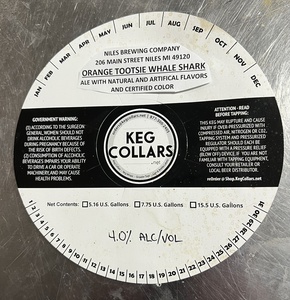 JAN FEB MAR APR MAY JUN JUL AUG SEP OCT NOV DEC
NILES BREWING COMPANY
206 MAIN STREET NILES MI 49120
ORANGE TOOTSIE WHALE SHARK
ALE WITH NATURAL AND ARTIFICAL FLAVORS
AND CERTIFIED COLOR
GOVERNMENT WARNING:
(1) ACCORDING TO THE SURGEON
GENERAL, WOMEN SHOULD NOT
DRINK ALCOHOLIC BEVERAGES
DURING PREGNANCY BECAUSE OF
THE RISK OF BIRTH DEFECTS.
(2) CONSUMPTION OF ALCOHOLIC
BEVERAGES IMPAIRS YOUR ABILITY
TO DRIVE A CAR OR OPERATE
MACHINERY, AND MAY CAUSE
HEALTH PROBLEMS.
KEG
COLLARS
.net
ATTENTION - READ
BEFORE TAPPING:
THIS KEG MAY RUPTURE AND CAUSE
INJURY IF OVER PRESSURIZED WITH
COMPRESSED AIR, NITROGEN OR CO2.
TAPPING SYSTEM AND PRESSURIZED
REGULATOR SHOULD EACH BE
EQUIPPED WITH A PRESSURE RELIEF
(BLOW OFF) DEVICE. IF YOU ARE NOT
FAMILIAR WITH TAPPING EQUIPMENT,
CONSULT YOUR RETAILER OR
LOCAL BEER DISTRIBUTOR.
reOrder @ Shop.KegCollars.net
Net Contents: 5.16 U.S. Gallons 7.75 U.S. Gallons 15.5 U.S. Gallons
4.0% ALC/VOL
1 2 3 4 5 6 7 8 9 10 11 12 13 14 15 16 17 18 19 20 21 22 23 24 25 26 27 28 29 30 31